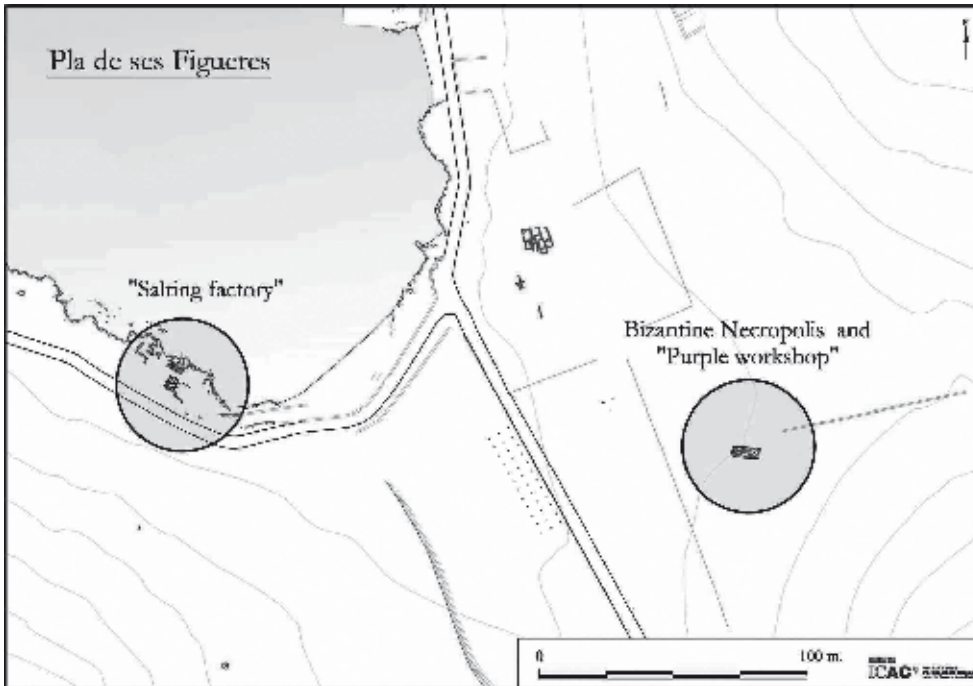 Pla de ses Figueres
"Salting factory"
Bizantine Necropolis and
"Purple workshop"
0 100 m.
ICAC